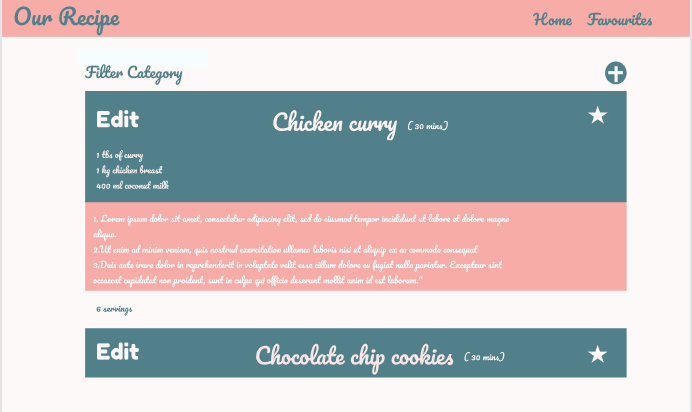 Our Recipe
Home Favourites
Filter Category
Edit
Chicken curry ( 30 mins)
1 tbs of curry
1 kg chicken breast
400 ml coconut milk
1. Lorem ipsum dolor sit amet, consectetur adipiscing elit, sed do eiusmod tempor incididunt ut labore et dolore magna
aliqua.
2.Ut enim ad minim veniam, quis nostrud exercitation ullamco laboris nisi ut aliquip ex ea commodo consequat
3.Duis aute irure dolor in reprehenderit in voluptate velit esse cillum dolore eu fugiat nulla pariatur. Excepteur sint
occaecat cupidatat non proident, sunt in culpa qui officia deserunt mollit anim id est laborum."
6 servings
Edit
Chocolate chip cookies ( 30 mins)